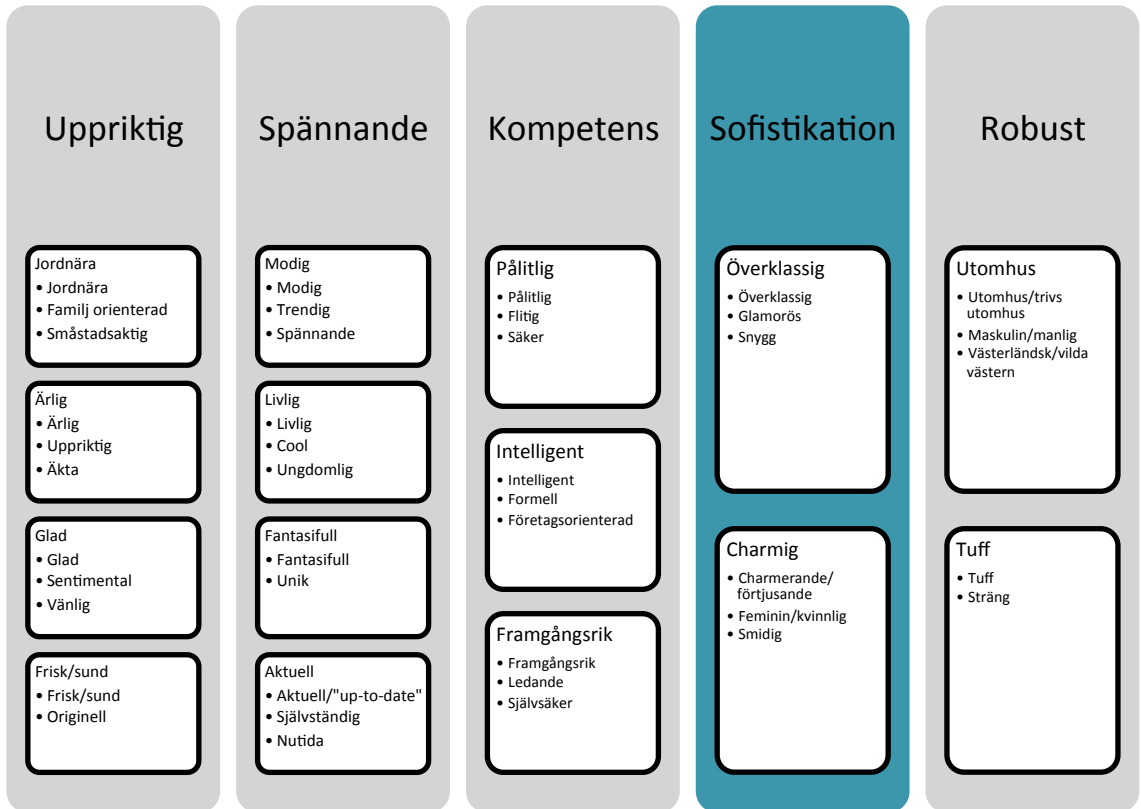 Uppriktig
Jordnära
• Jordnära
• Familj orienterad
• Småstadsaktig
Ärlig
• Ärlig
• Uppriktig
• Äkta
Glad
• Glad
• Sentimental
• Vänlig
Frisk/sund
• Frisk/sund
• Originell
Spännande
Modig
• Modig
• Trendig
• Spännande
Livlig
• Livlig
• Cool
• Ungdomlig
Fantasifull
• Fantasifull
• Unik
Aktuell
• Aktuell/"up-to-date"
• Självständig
• Nutida
Kompetens
Pålitlig
• Pålitlig
• Flitig
• Säker
Intelligent
• Intelligent
• Formell
• Företagsorienterad
Framgångsrik
• Framgångsrik
• Ledande
• Självsäker
Sofistikation
Överklassig
• Överklassig
• Glamorös
• Snygg
Charmig
• Charmerande/
förtjusande
• Feminin/kvinnlig
• Smidig
Robust
Utomhus
• Utomhus/trivs
utomhus
• Maskulin/manlig
• Västerländsk/vilda
västern
Tuff
• Tuff
• Sträng